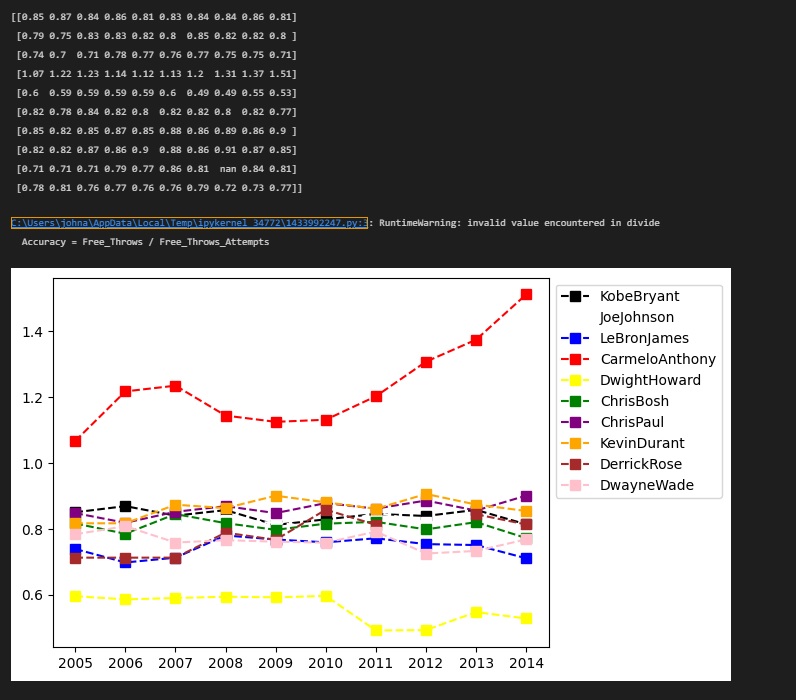 [[0.85 0.87 0.84 0.86 0.81 0.83 0.84 0.84 0.86 0.81]
[0.79 0.75 0.83 0.83 0.82 0.8  0.85 0.82 0.82 0.8 ]
[0.74 0.7  0.71 0.78 0.77 0.76 0.77 0.75 0.75 0.71]
[1.07 1.22 1.23 1.14 1.12 1.13 1.2  1.31 1.37 1.51]
[0.6  0.59 0.59 0.59 0.59 0.6  0.49 0.49 0.55 0.53]
[0.82 0.78 0.84 0.82 0.8  0.82 0.82 0.8  0.82 0.77]
[0.85 0.82 0.85 0.87 0.85 0.88 0.86 0.89 0.86 0.9 ]
[0.82 0.82 0.87 0.86 0.9  0.88 0.86 0.91 0.87 0.85]
[0.71 0.71 0.71 0.79 0.77 0.86 0.81  nan 0.84 0.81]
[0.78 0.81 0.76 0.77 0.76 0.76 0.79 0.72 0.73 0.77]]
C:\Users\johna\AppData\Local\Temp\ipykernel_34772\1433992247.py:3: RuntimeWarning: invalid value encountered in divide
Accuracy = Free_Throws / Free_Throws_Attempts
KobeBryant
JoeJohnson
LeBronJames
CarmeloAnthony
DwightHoward
ChrisBosh
ChrisPaul
KevinDurant
DerrickRose
DwayneWade
1.4
1.2
1.0
0.8
0.6
2005 2006 2007 2008 2009 2010 2011 2012 2013 2014